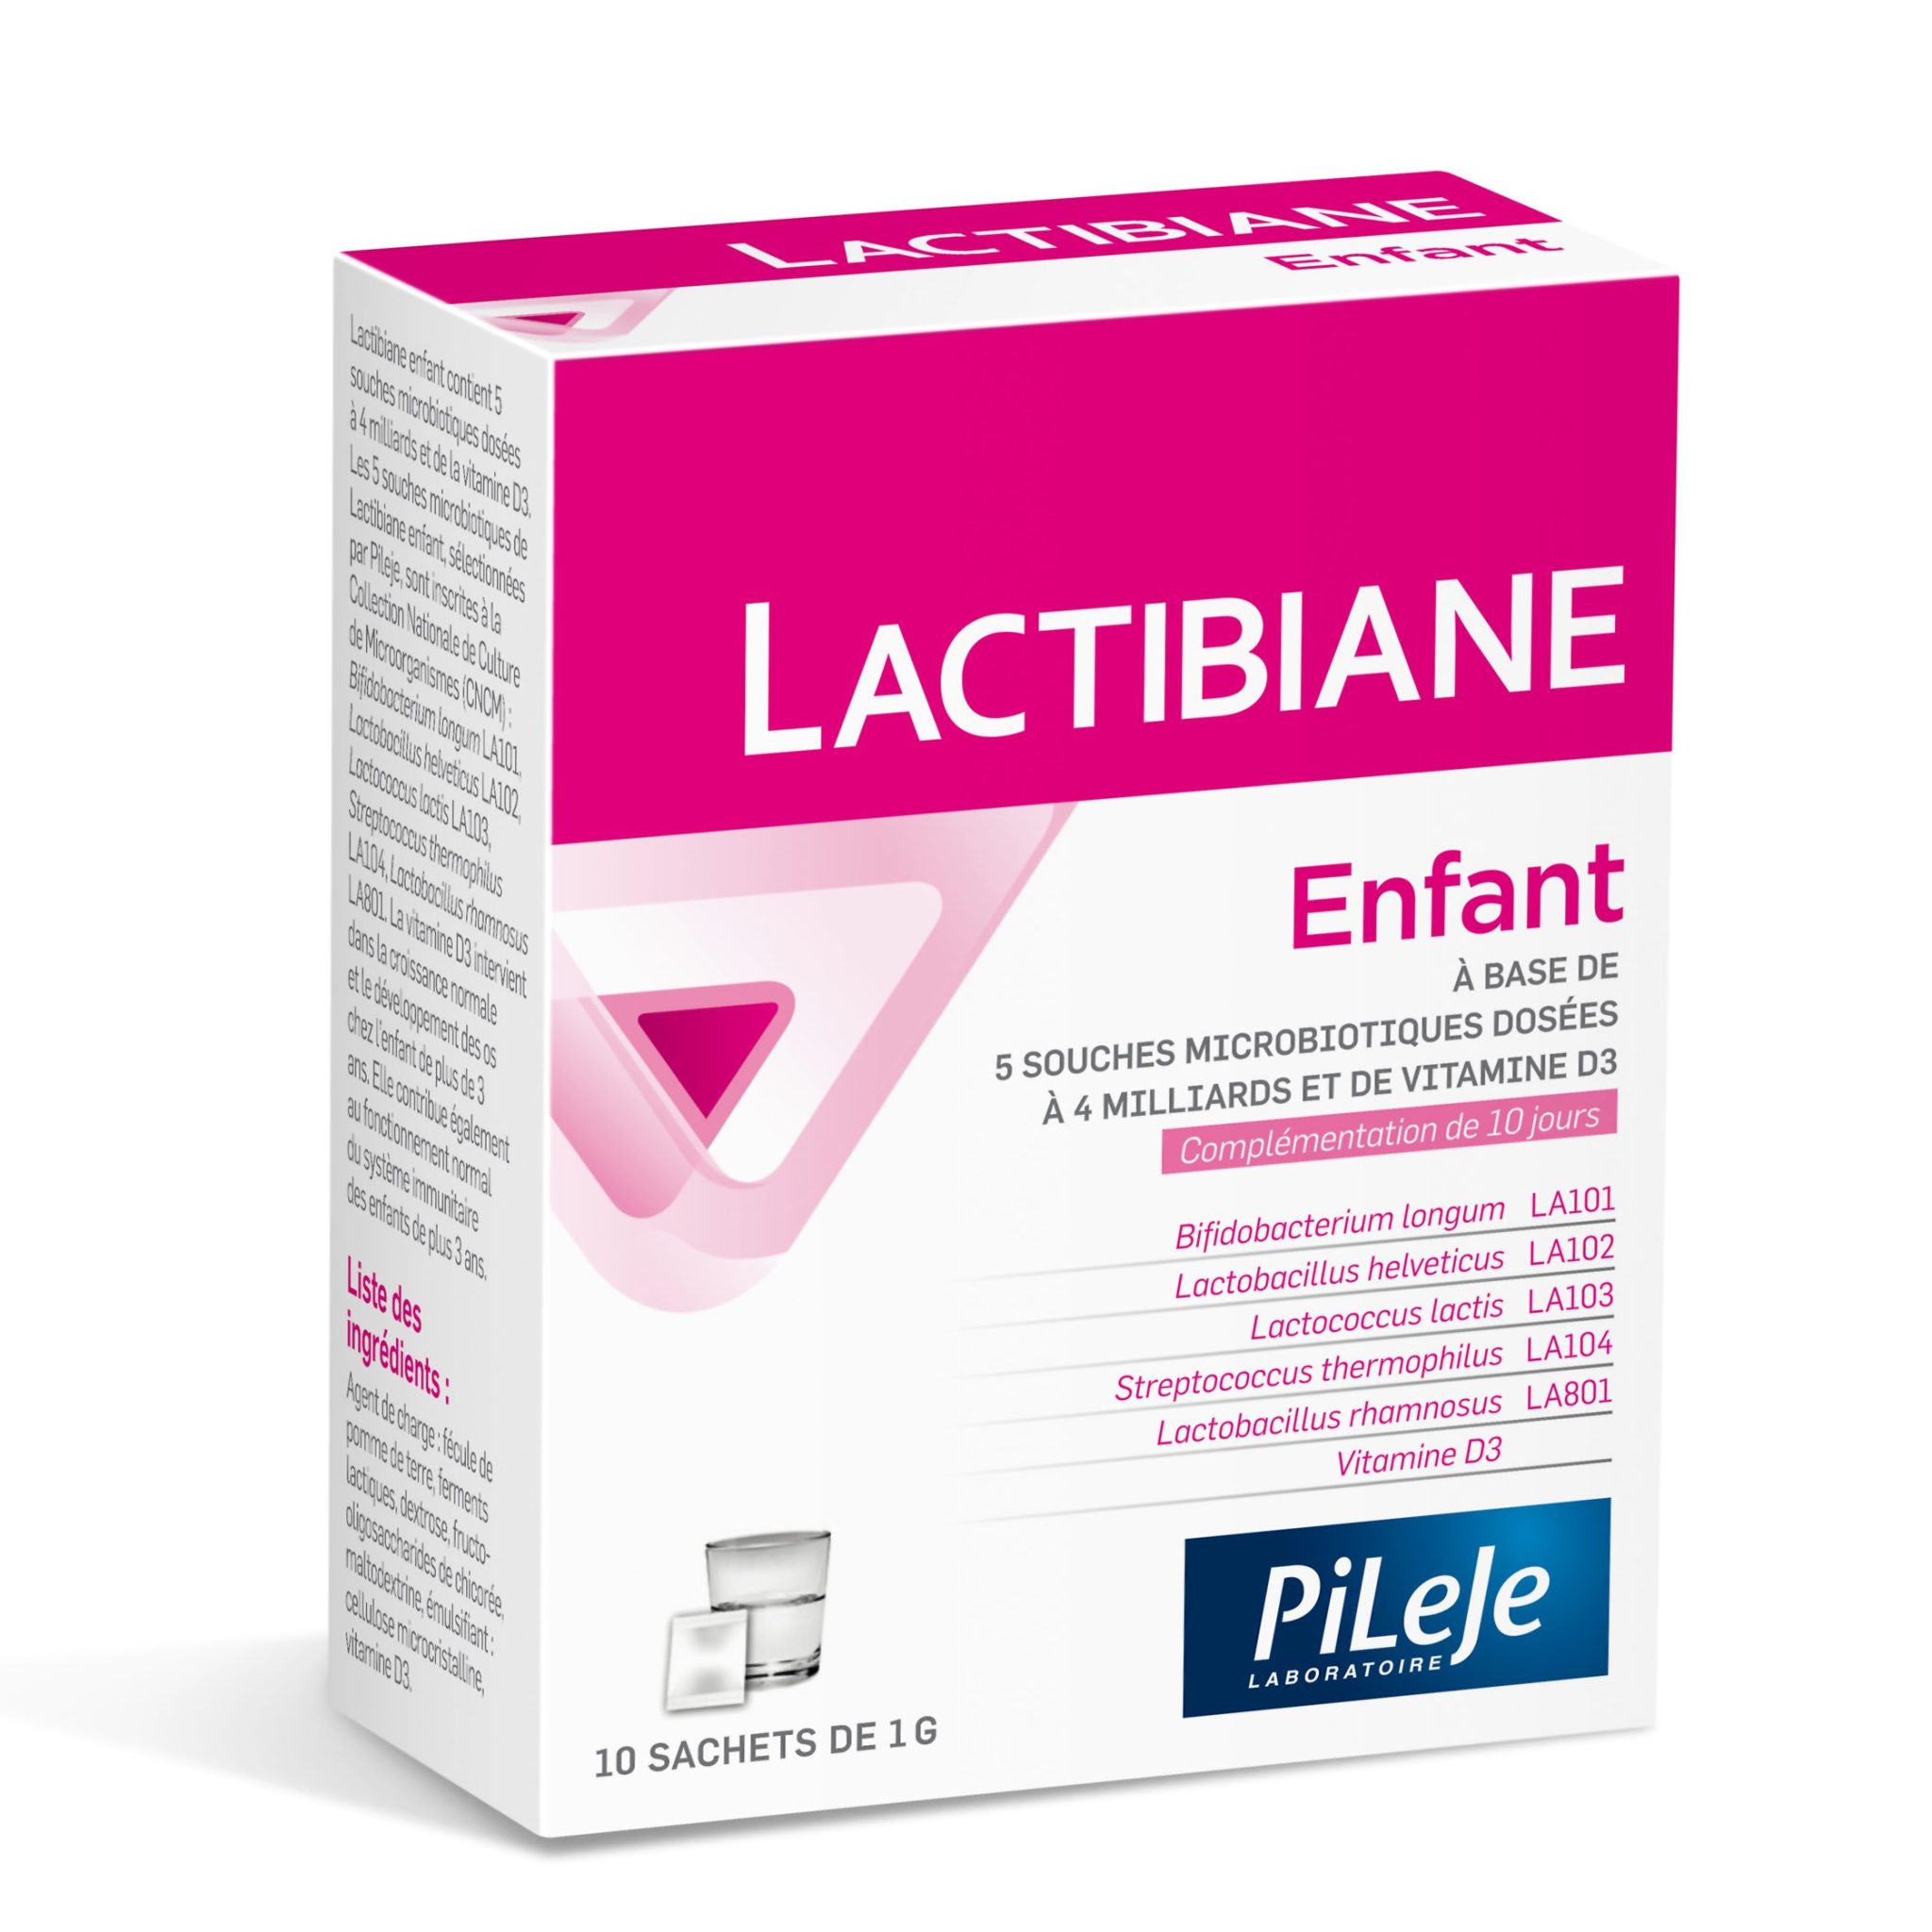 LACTIBIANE
Enfant
Lactibiane enfant contient 5
souches microbiotiques dosées
à 4 milliards et de la vitamine D3.
Les 5 souches microbiotiques de
Lactibiane enfant, sélectionnées
par Pileje, sont inscrites à la
Collection Nationale de Culture
de Microorganismes (CNCM) :
Bifidobacterium longum LA101,
Lactobacillus helveticus LA102,
Lactococcus lactis LA103,
Streptococcus thermophilus
LA104, Lactobacillus rhamnosus
LA801. La vitamine D3 intervient
dans la croissance normale
et le développement des os
chez l'enfant de plus de 3
ans. Elle contribue également
au fonctionnement normal
du système immunitaire
des enfants de plus 3 ans.
Liste des
ingrédients :
Agent de charge : fécule de
pomme de terre, ferments
lactiques, dextrose, fructo-
oligosaccharides de chicorée,
maltodextrine, émulsifiant :
cellulose microcristalline,
vitamine D3.
LACTIBIANE
Enfant
À BASE DE
5 SOUCHES MICROBIOTIQUES DOSÉES
À 4 MILLIARDS ET DE VITAMINE D3
Complémentation de 10 jours
Bifidobacterium longum LA101
Lactobacillus helveticus LA102
Lactococcus lactis LA103
Streptococcus thermophilus LA104
Lactobacillus rhamnosus LA801
Vitamine D3
PiLeJe
LABORATOIRE
10 SACHETS DE 1 G